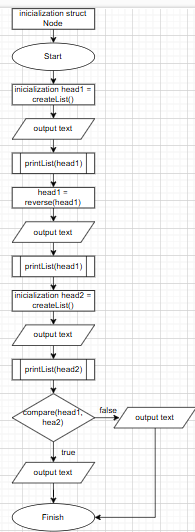 inicialization struct
Node
Start
inicialization head1 =
createList()
output text
printList(head1)
head1 =
reverse(head1)
output text
printList(head1)
inicialization head2 =
createList()
output text
printList(head2)
compare(head1,
hea2)
false
output text
true
output text
Finish